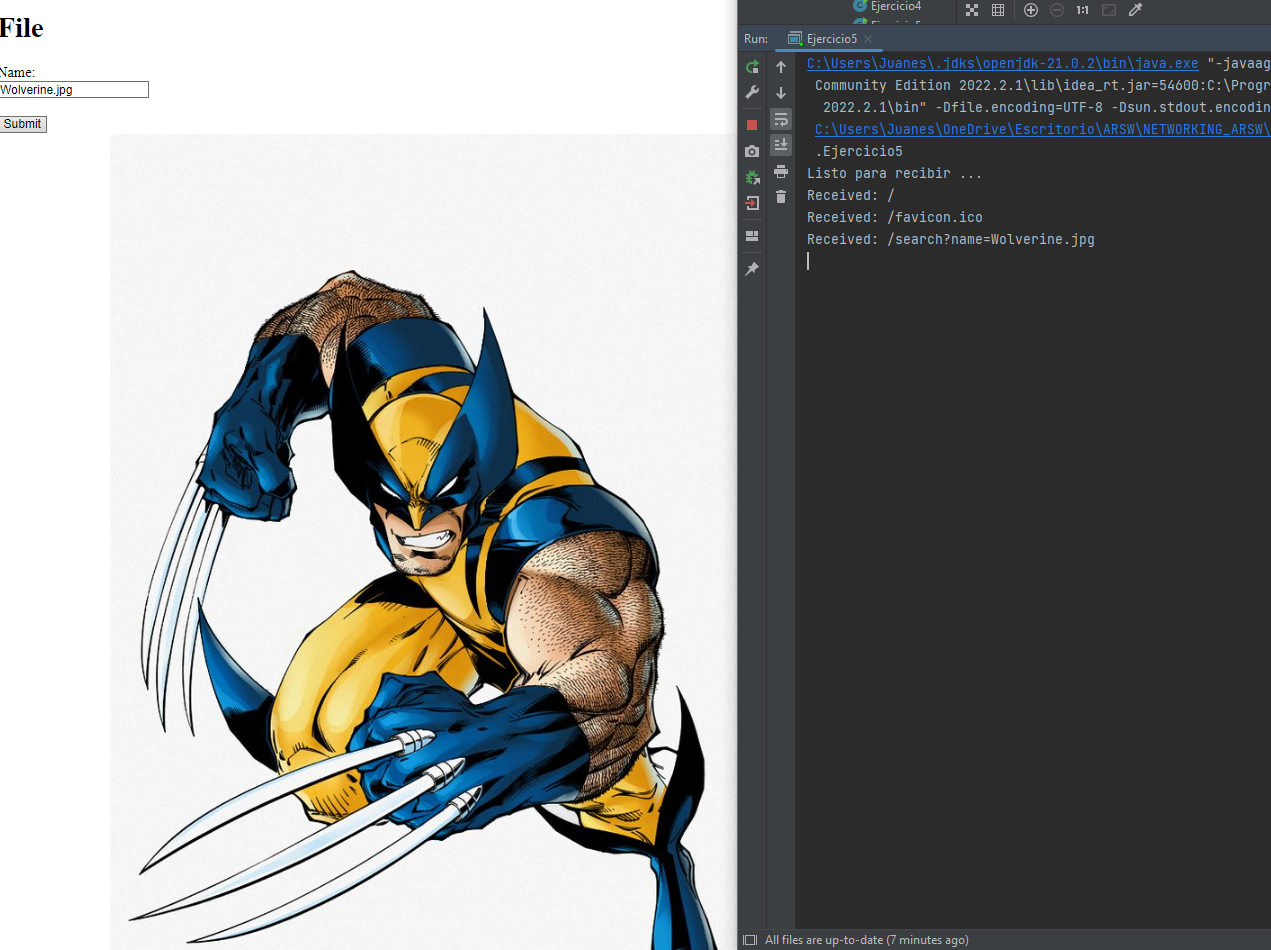 File
Name:
Wolverine.jpg
Submit
Ejercicio4
1:1
Run: Ejercicio5
C:\Users\Juanes\.jdks\openjdk-21.0.2\bin\java.exe "-javaag
Community Edition 2022.2.1\lib\idea_rt.jar=54600:C:\Progr
2022.2.1\bin" -Dfile.encoding=UTF-8 -Dsun.stdout.encodin
C:\Users\Juanes\OneDrive\Escritorio\ARSW\NETWORKING_ARSW\
.Ejercicio5
Listo para recibir ...
Received: /
Received: /favicon.ico
Received: /search?name=Wolverine.jpg
All files are up-to-date (7 minutes ago)